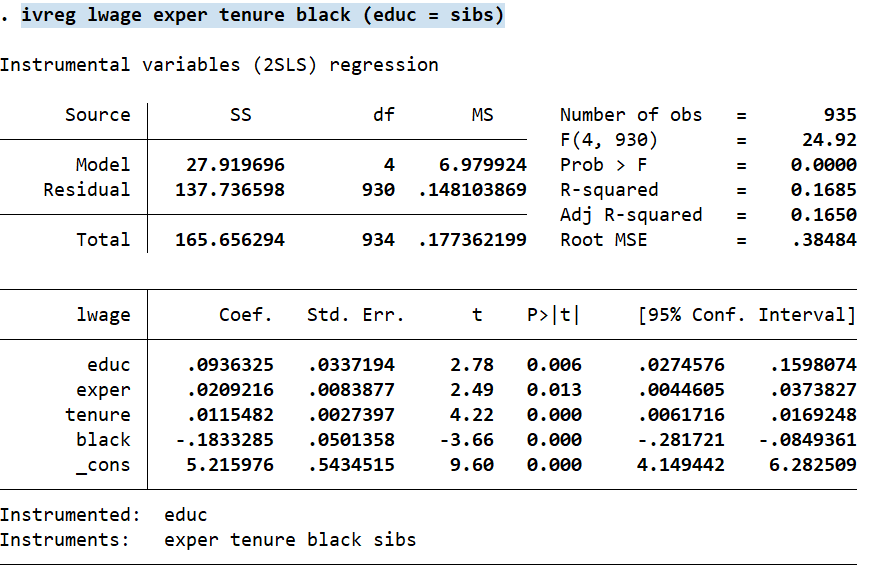 . ivreg lwage exper tenure black (educ = sibs)
Instrumental variables (2SLS) regression
Source SS df MS Number of obs = 935
F(4, 930) = 24.92
Model 27.919696 4 6.979924 Prob > F = 0.0000
Residual 137.736598 930 .148103869 R-squared = 0.1685
Adj R-squared = 0.1650
Total 165.656294 934 .177362199 Root MSE = .38484
lwage Coef. Std. Err. t P>|t| [95% Conf. Interval]
educ .0936325 .0337194 2.78 0.006 .0274576 .1598074
exper .0209216 .0083877 2.49 0.013 .0044605 .0373827
tenure .0115482 .0027397 4.22 0.000 .0061716 .0169248
black -.1833285 .0501358 -3.66 0.000 -.281721 -.0849361
_cons 5.215976 .5434515 9.60 0.000 4.149442 6.282509
Instrumented: educ
Instruments: exper tenure black sibs